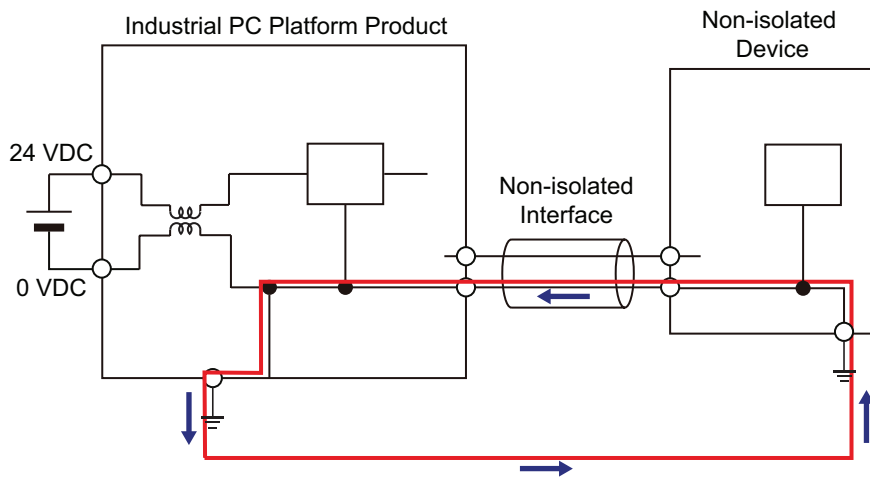 Industrial PC Platform Product
Non-isolated
Device
24 VDC
Non-isolated
Interface
0 VDC